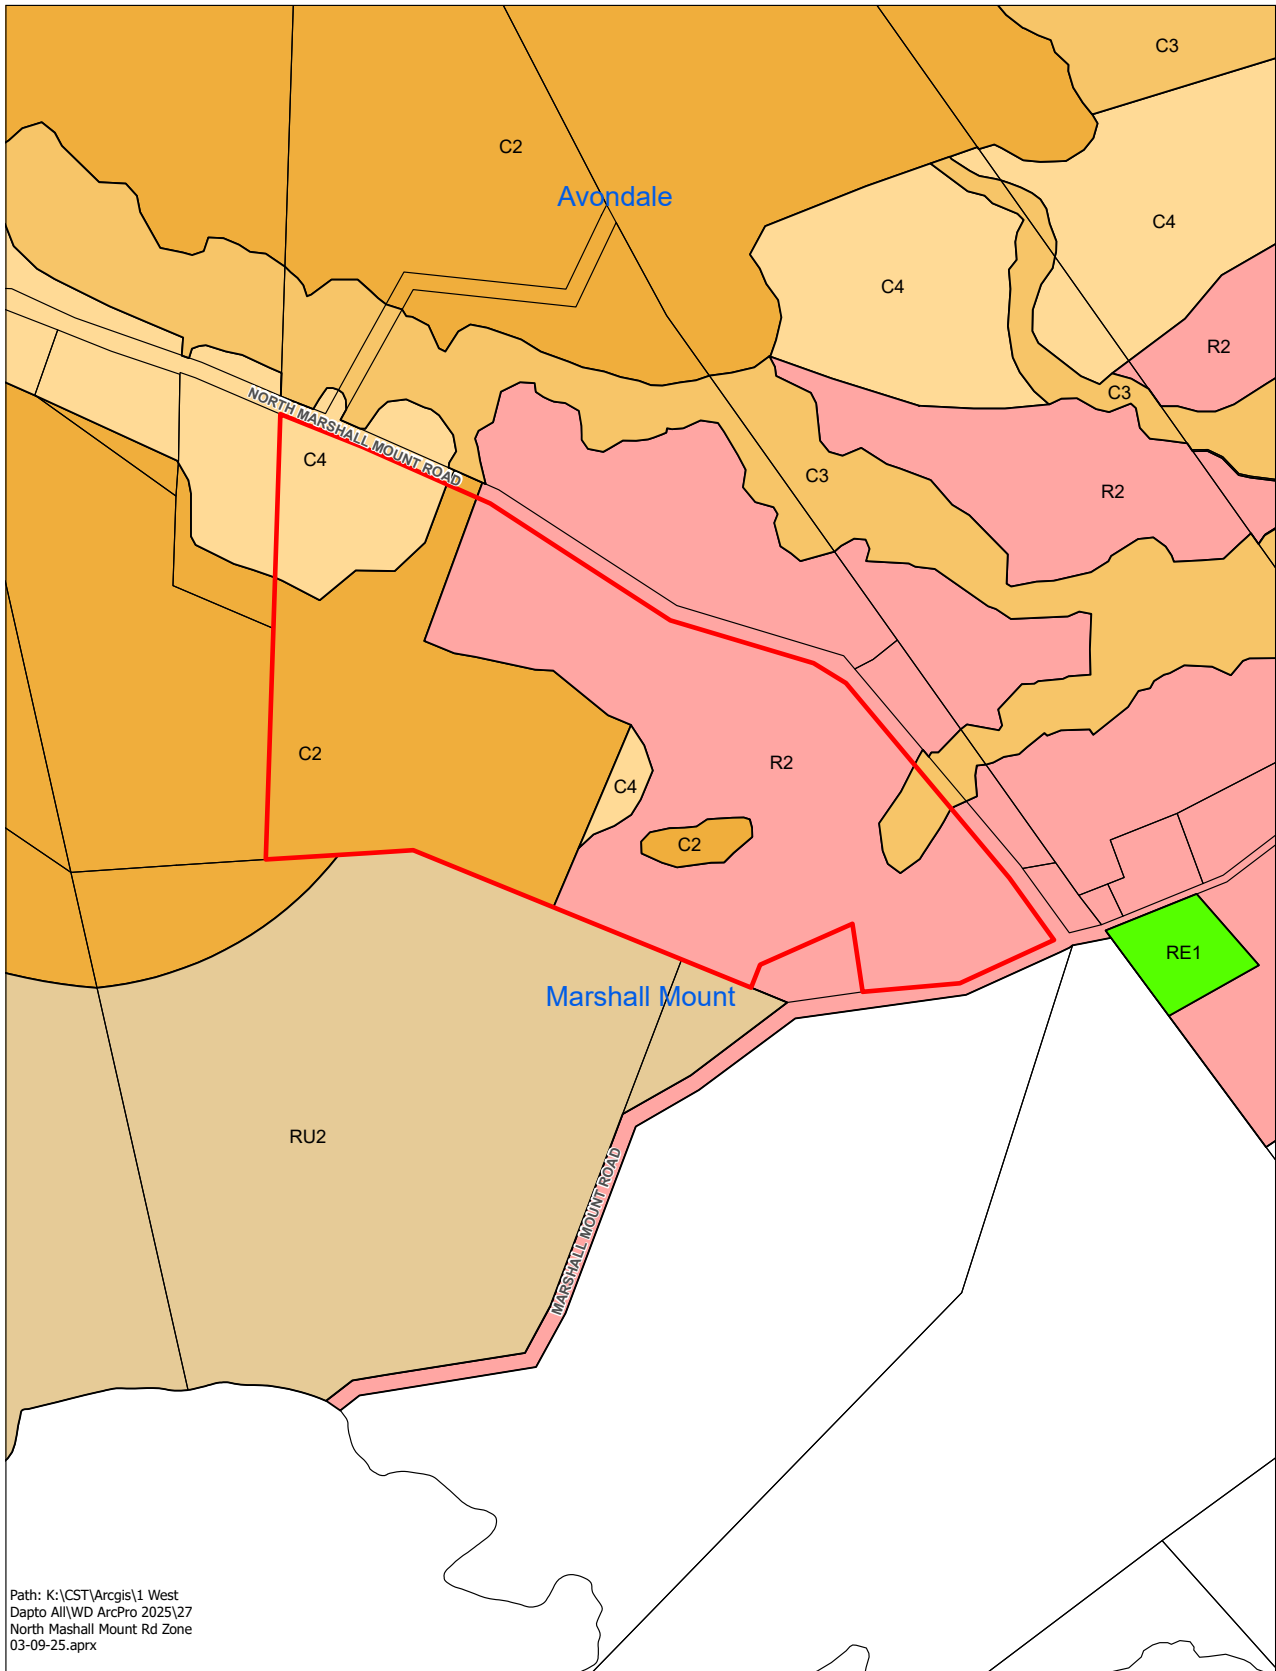 C3
C2
Avondale
C4
C4
R2
C3
NORTH MARSHALL MOUNT ROAD
C4
C3
R2
C2
R2
C4
C2
RE1
Marshall Mount
RU2
MARSHALL MOUNT ROAD
Path: K:\CST\Arcgis\1 West
Dapto All\WD ArcPro 2025\27
North Mashall Mount Rd Zone
03-09-25.aprx